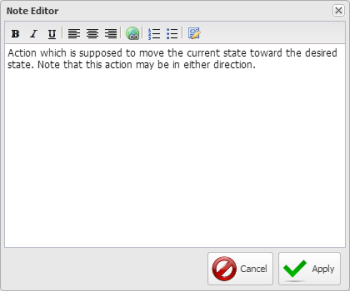 Note Editor
B I U
Action which is supposed to move the current state toward the desired
state. Note that this action may be in either direction.
Cancel Apply